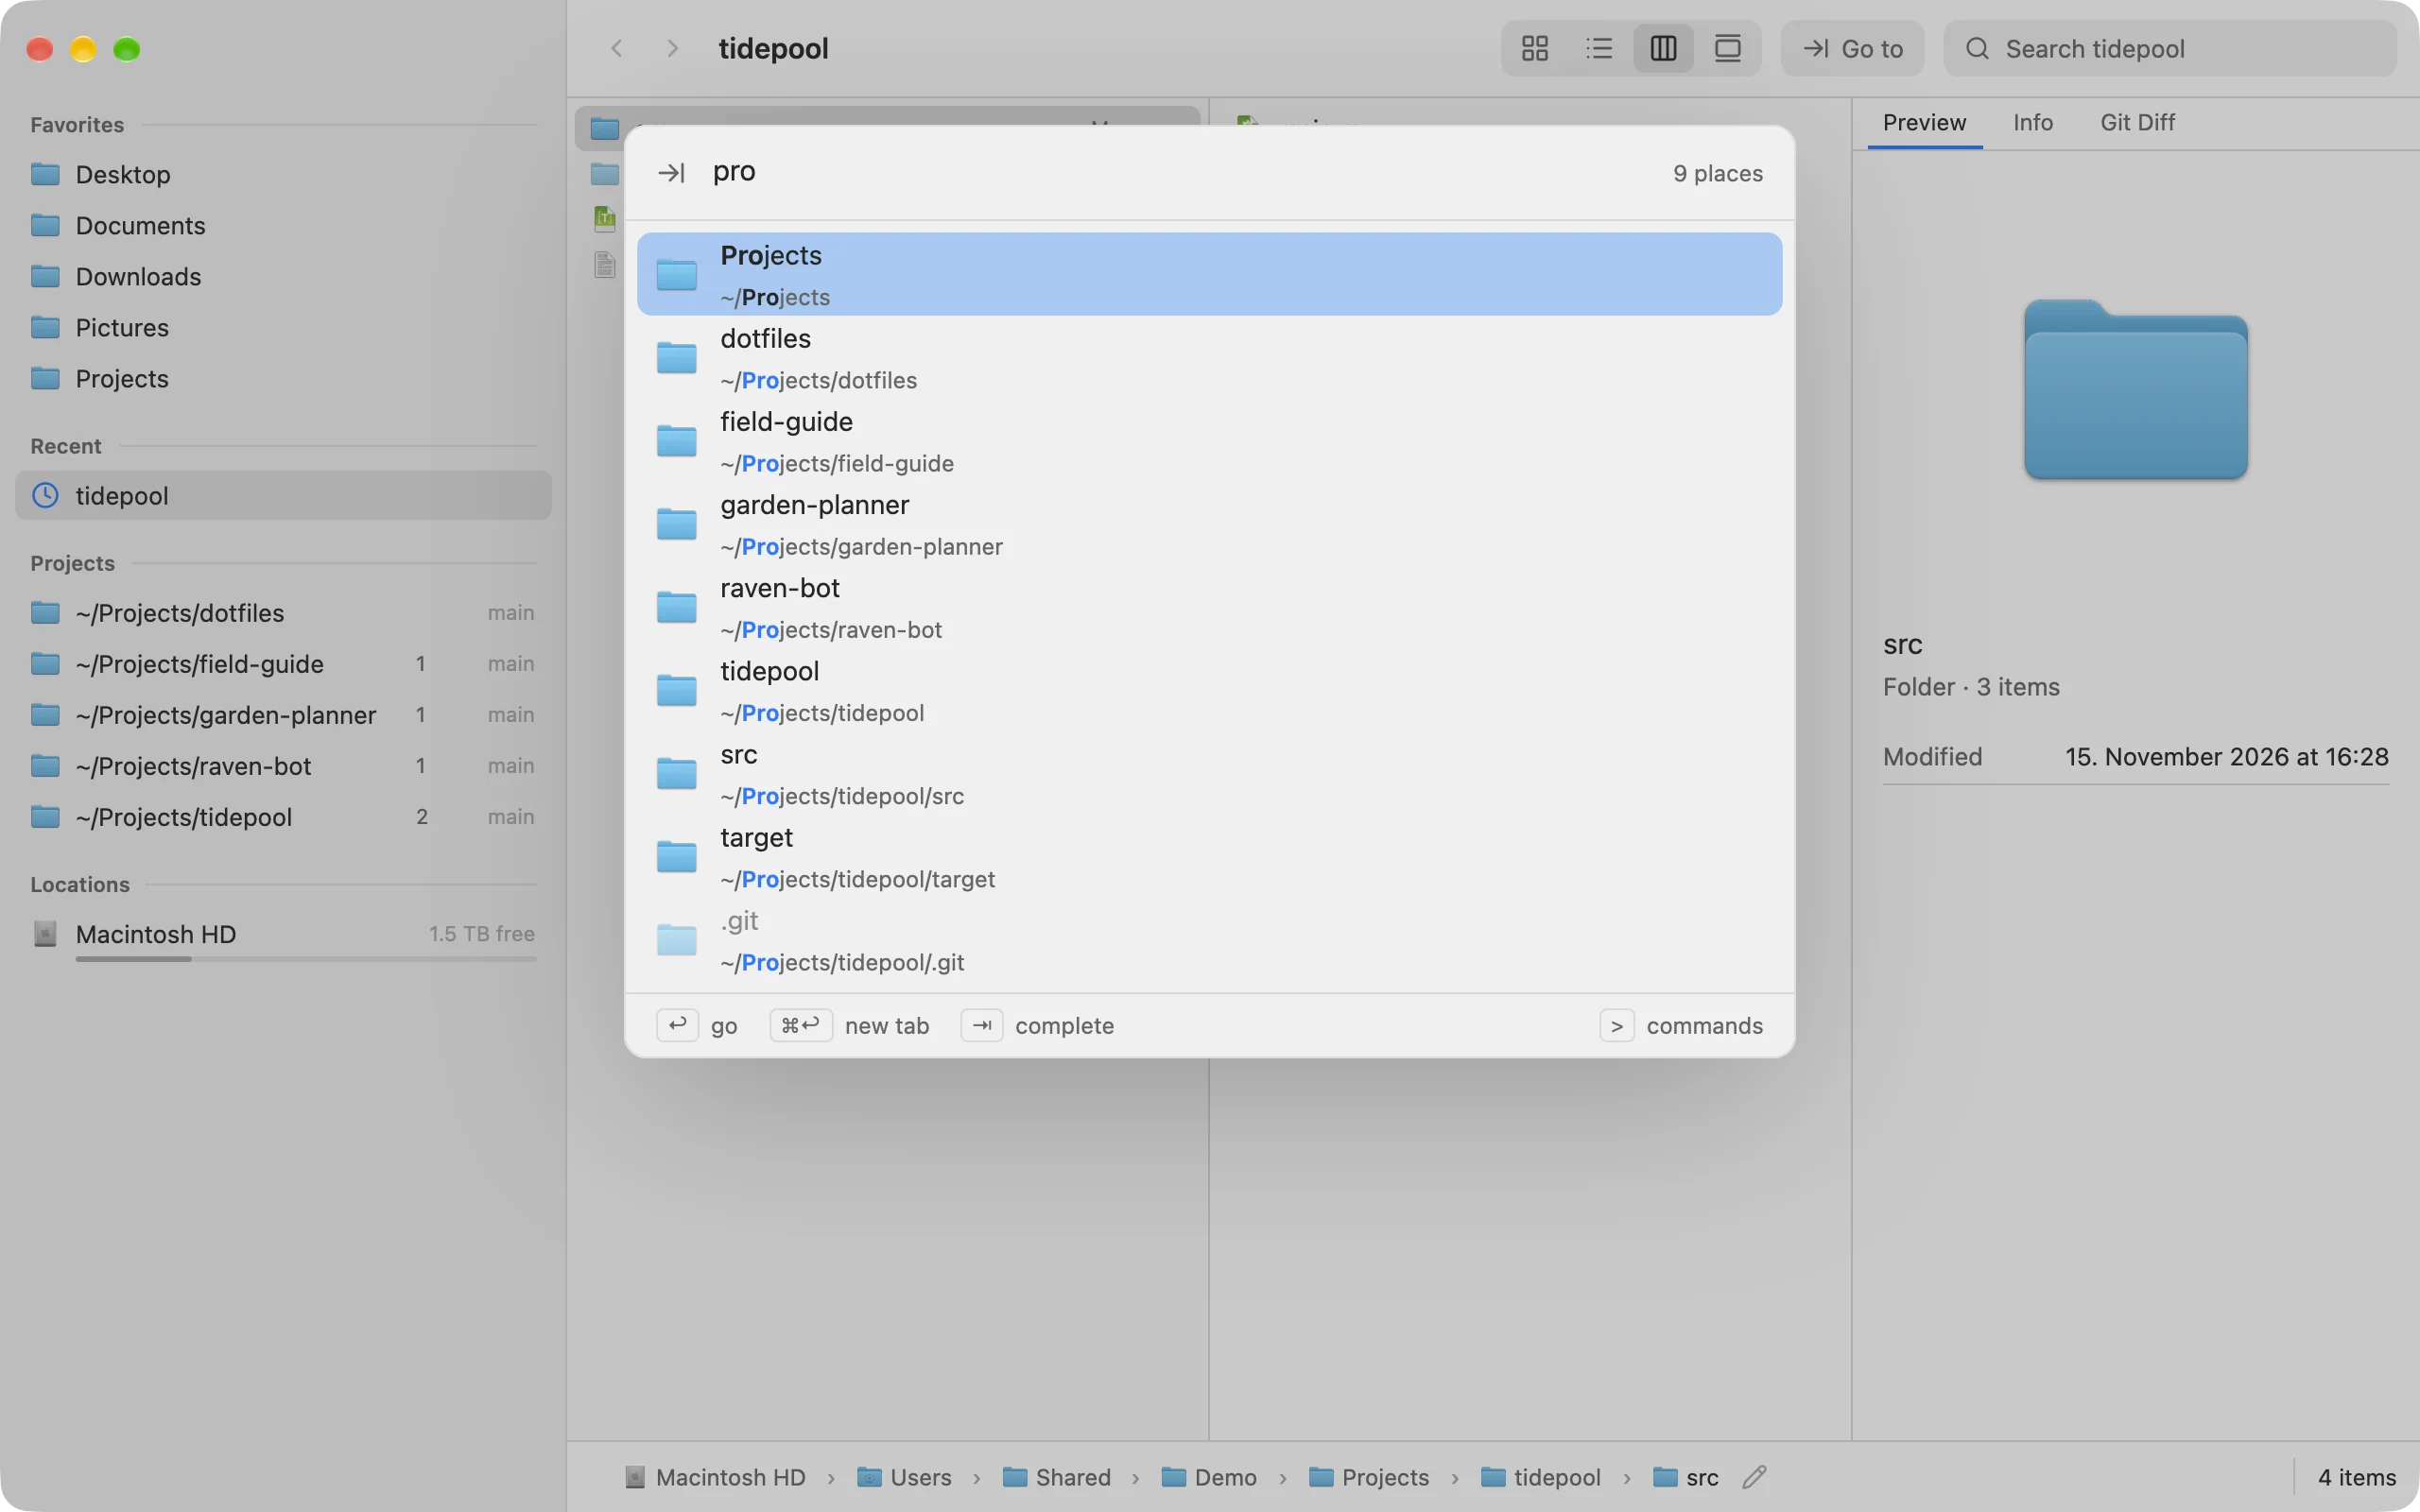 tidepool
Go to
Search tidepool
Favorites
Desktop
Documents
Downloads
Pictures
Projects
Recent
tidepool
Projects
~/Projects/dotfiles main
~/Projects/field-guide 1 main
~/Projects/garden-planner 1 main
~/Projects/raven-bot 1 main
~/Projects/tidepool 2 main
Locations
Macintosh HD 1.5 TB free
pro 9 places
Projects
~/Projects
dotfiles
~/Projects/dotfiles
field-guide
~/Projects/field-guide
garden-planner
~/Projects/garden-planner
raven-bot
~/Projects/raven-bot
tidepool
~/Projects/tidepool
src
~/Projects/tidepool/src
target
~/Projects/tidepool/target
.git
~/Projects/tidepool/.git
↩ go ⌘↩ new tab ⇥ complete > commands
Preview Info Git Diff
src
Folder · 3 items
Modified 15. November 2026 at 16:28
Macintosh HD › Users › Shared › Demo › Projects › tidepool › src
4 items